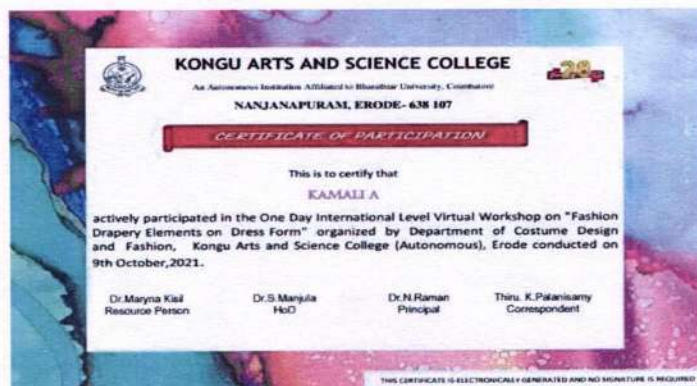 KONGU ARTS AND SCIENCE COLLEGE
An Autonomous Institution Affiliated to Bharathiar University, Coimbatore
NANJANAPURAM, ERODE- 638 107
CERTIFICATE OF PARTICIPATION
This is to certify that
KAMALI A
actively participated in the One Day International Level Virtual Workshop on "Fashion
Drapery Elements on Dress Form" organized by Department of Costume Design
and Fashion, Kongu Arts and Science College (Autonomous), Erode conducted on
9th October,2021.
Dr.Maryna Kisil Dr.S.Manjula Dr.N.Raman Thiru. K.Palanisamy
Resource Person HoD Principal Correspondent
THIS CERTIFICATE IS ELECTRONICALLY GENERATED AND NO SIGNATURE IS REQUIRED